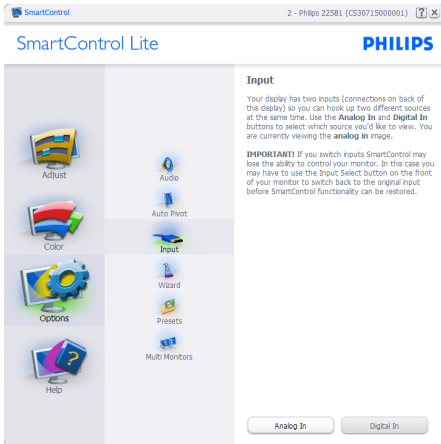 SmartControl
2 - Philips 225B1 (CS30715000001)
? X
SmartControl Lite
PHILIPS
Adjust
Color
Options
Help
Audio
Auto Pivot
Input
Wizard
Presets
Multi Monitors
Input
Your display has two inputs (connections on back of
this display) so you can hook up two different sources
at the same time. Use the Analog In and Digital In
buttons to select which source you'd like to view. You
are currently viewing the analog in image.
IMPORTANT! If you switch inputs SmartControl may
lose the ability to control your monitor. In this case you
may have to use the Input Select button on the front
of your monitor to switch back to the original input
before SmartControl functionality can be restored.
Analog In
Digital In